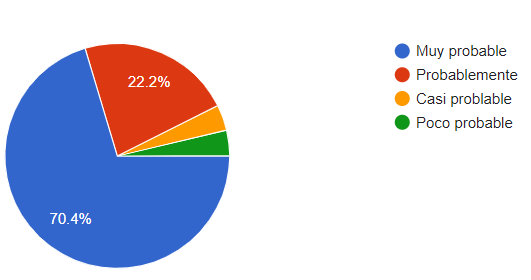 22.2%
70.4%
Muy probable
Probablemente
Casi problable
Poco probable